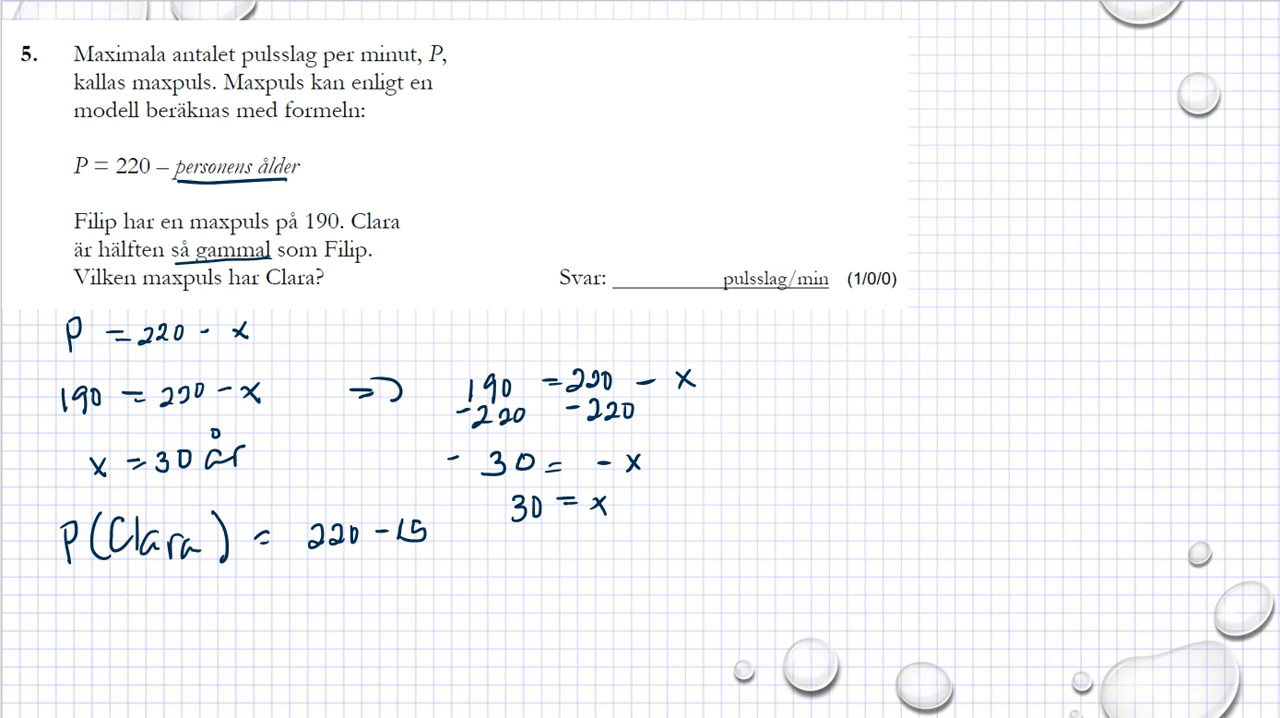 5. Maximala antalet pulsslag per minut, P,
kallas maxpuls. Maxpuls kan enligt en
modell beräknas med formeln:
P = 220 – personens ålder
Filip har en maxpuls på 190. Clara
är hälften så gammal som Filip.
Vilken maxpuls har Clara?
Svar: ____________ pulsslag/min (1/0/0)
P = 220 - x
190 = 220 - x => 190 = 220 - x
-220 -220
x = 30 år
- 30 = - x
30 = x
P(Clara) = 220 - 15